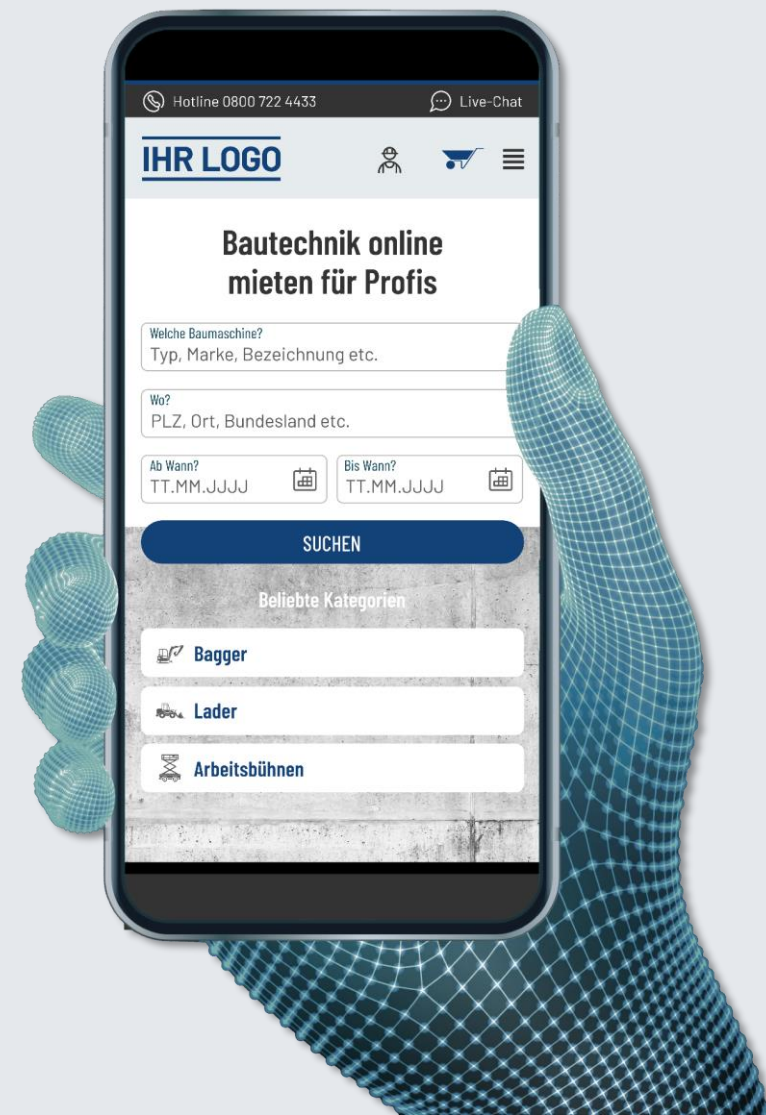 Hotline 0800 722 4433
Live-Chat
IHR LOGO
Bautechnik online
mieten für Profis
Welche Baumaschine?
Typ, Marke, Bezeichnung etc.
Wo?
PLZ, Ort, Bundesland etc.
Ab Wann?
TT.MM.JJJJ
Bis Wann?
TT.MM.JJJJ
SUCHEN
Beliebte Kategorien
Bagger
Lader
Arbeitsbühnen